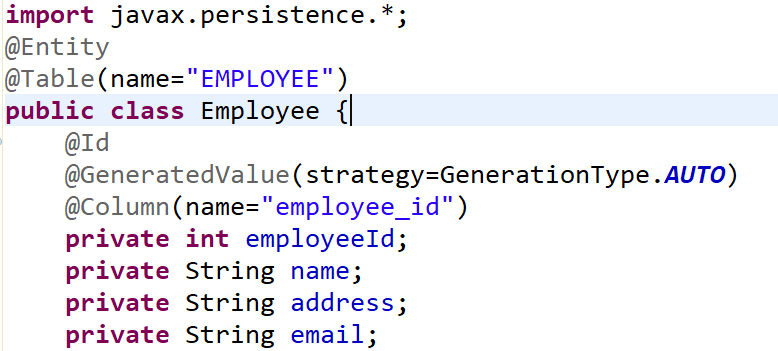 import javax.persistence.*;
@Entity
@Table(name="EMPLOYEE")
public class Employee {
@Id
@GeneratedValue(strategy=GenerationType.AUTO)
@Column(name="employee_id")
private int employeeId;
private String name;
private String address;
private String email;